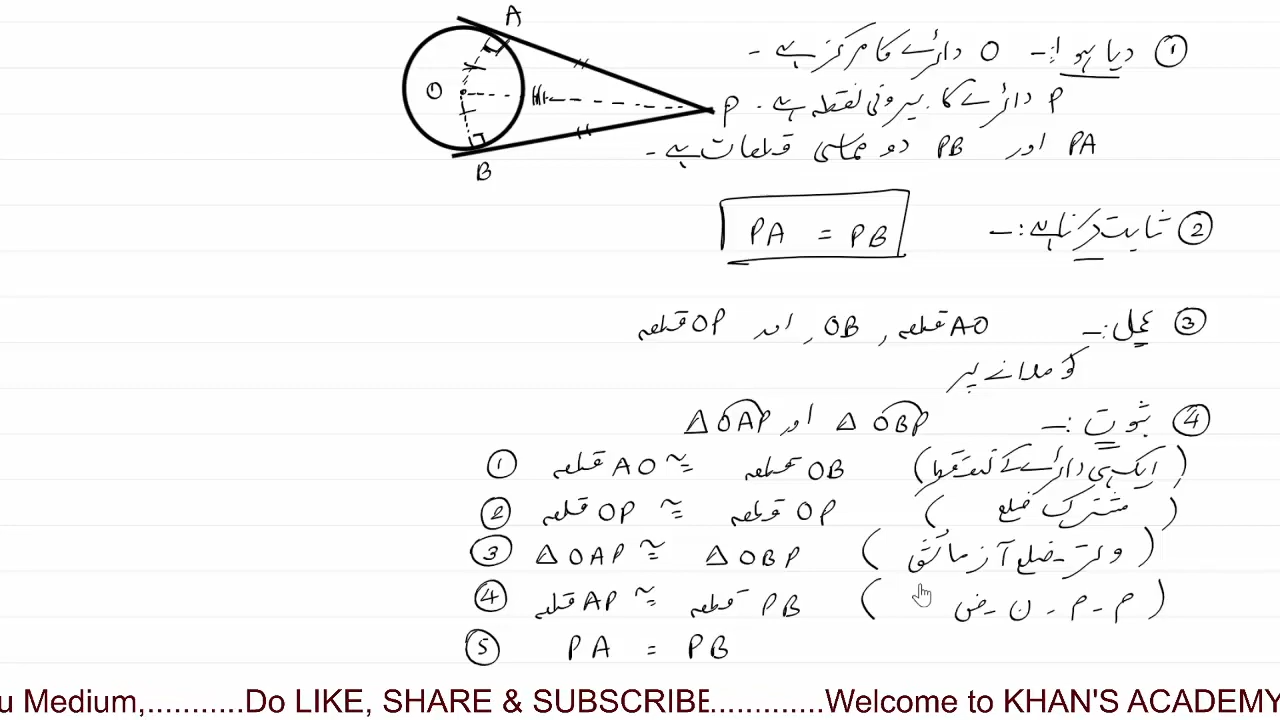 A
O
P
B
① دیا ہوا :- O دائرے کا مرکز ہے -
P دائرے کا بیرونی نقطہ ہے -
PA اور PB دو مماسی قطعات ہے -
② ثابت کرنا ہے :-
PA = PB
③ عمل :- قطعہ AO , OB , اور قطعہ OP
کو ملانے پر
④ ثبوت :- △ OBP اور △ OAP
① قطعہ AO ≅ قطعہ OB (ایک ہی دائرے کے نصف قطر)
② قطعہ OP ≅ قطعہ OP (مشترک ضلع)
③ △ OAP ≅ △ OBP (وتر - ضلع آزمائش)
④ قطعہ AP ≅ قطعہ PB (م - م - ن - ض)
⑤ PA = PB
u Medium,...........Do LIKE, SHARE & SUBSCRIBE.............Welcome to KHAN'S ACADEMY